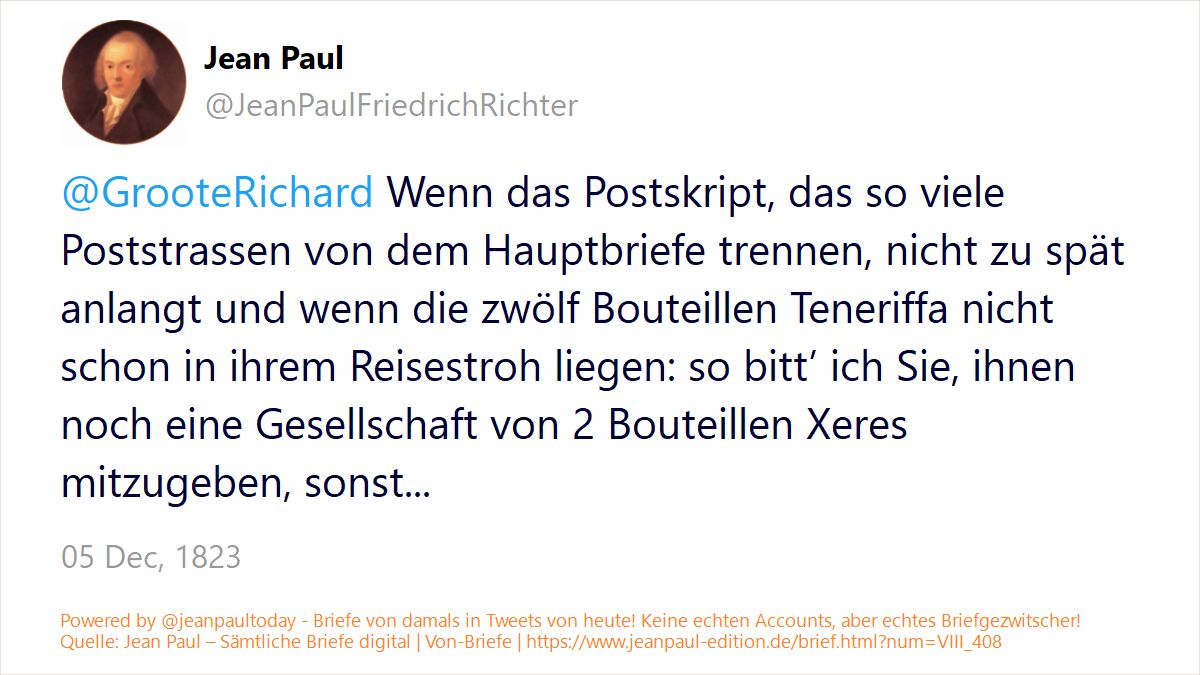 Jean Paul
@JeanPaulFriedrichRichter
@GrooteRichard Wenn das Postskript, das so viele
Poststrassen von dem Hauptbriefe trennen, nicht zu spät
anlangt und wenn die zwölf Bouteillen Teneriffa nicht
schon in ihrem Reisestroh liegen: so bitt’ ich Sie, ihnen
noch eine Gesellschaft von 2 Bouteillen Xeres
mitzugeben, sonst...
05 Dec, 1823
Powered by @jeanpaultoday - Briefe von damals in Tweets von heute! Keine echten Accounts, aber echtes Briefgezwitscher!
Quelle: Jean Paul – Sämtliche Briefe digital | Von-Briefe | https://www.jeanpaul-edition.de/brief.html?num=VIII_408